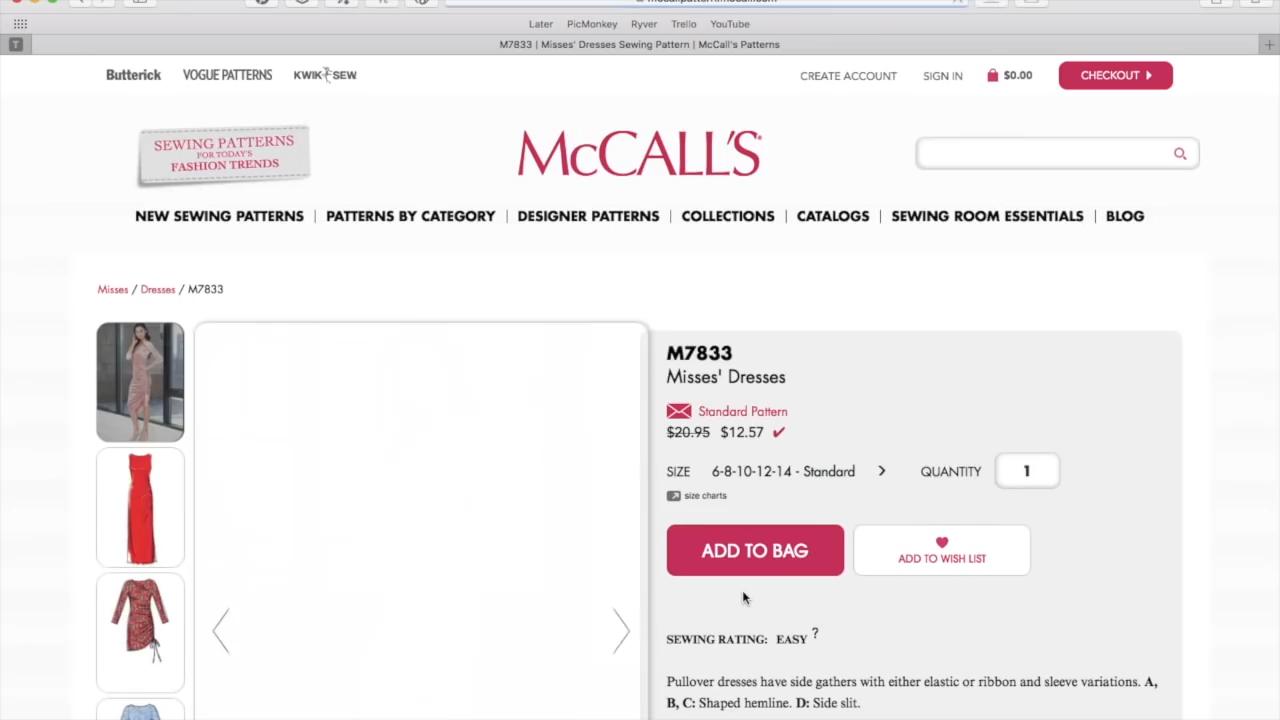 Later PicMonkey Ryver Trello YouTube
T
M7833 | Misses' Dresses Sewing Pattern | McCall's Patterns
Butterick VOGUE PATTERNS KWIK SEW CREATE ACCOUNT SIGN IN $0.00 CHECKOUT
SEWING PATTERNS
FOR TODAY'S
FASHION TRENDS
McCALL'S
NEW SEWING PATTERNS | PATTERNS BY CATEGORY | DESIGNER PATTERNS | COLLECTIONS | CATALOGS | SEWING ROOM ESSENTIALS | BLOG
Misses / Dresses / M7833
M7833
Misses' Dresses
Standard Pattern
$20.95 $12.57 ✓
SIZE 6-8-10-12-14 - Standard > QUANTITY 1
size charts
ADD TO BAG
ADD TO WISH LIST
SEWING RATING: EASY ?
Pullover dresses have side gathers with either elastic or ribbon and sleeve variations. A,
B, C: Shaped hemline. D: Side slit.